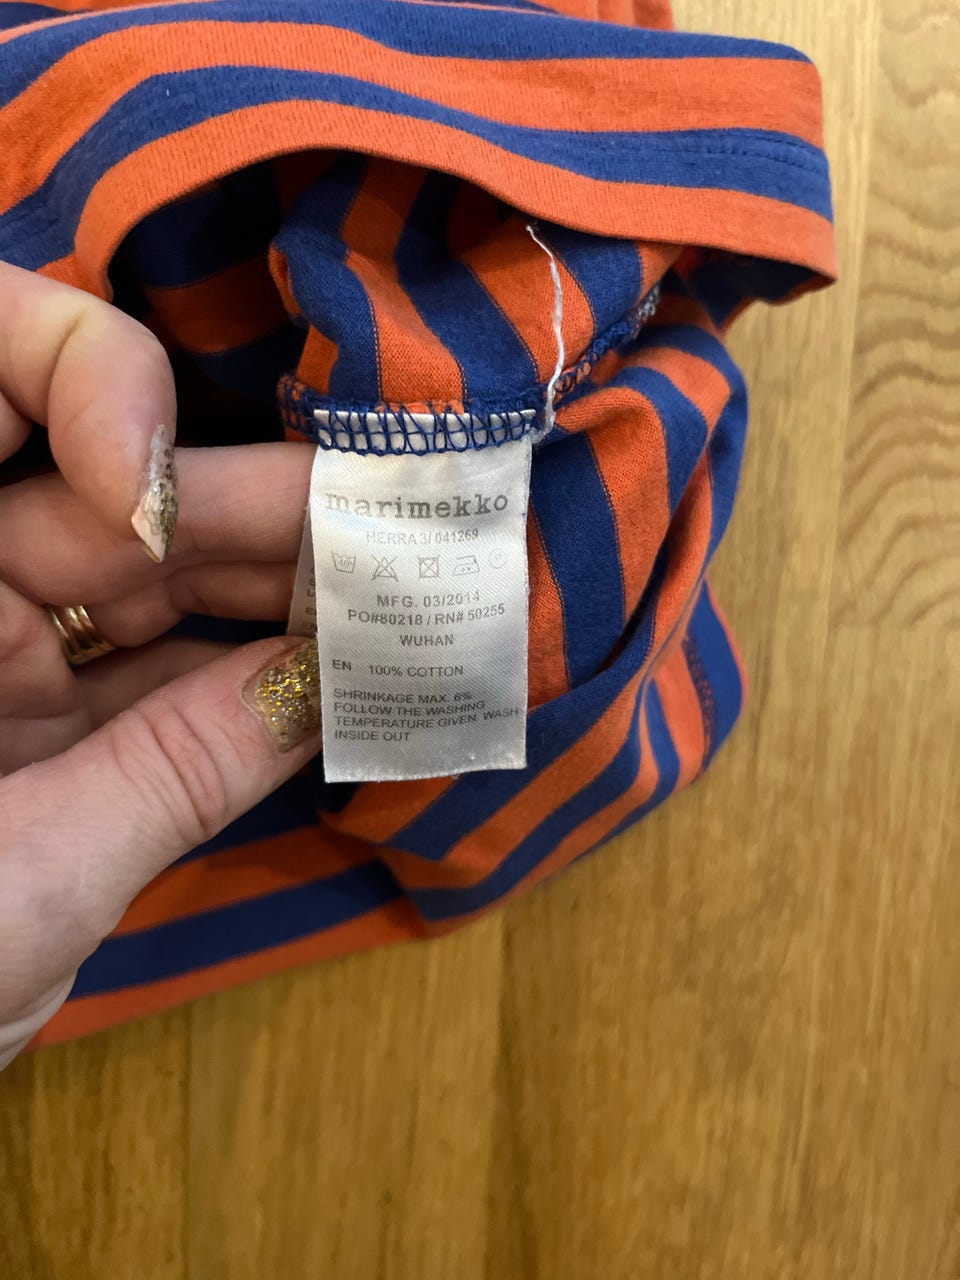 marimekko
HERRA 3/ 041269
40°
P
MFG. 03/2014
PO#80218 / RN# 50255
WUHAN
EN 100% COTTON
SHRINKAGE MAX. 6%
FOLLOW THE WASHING
TEMPERATURE GIVEN. WASH
INSIDE OUT